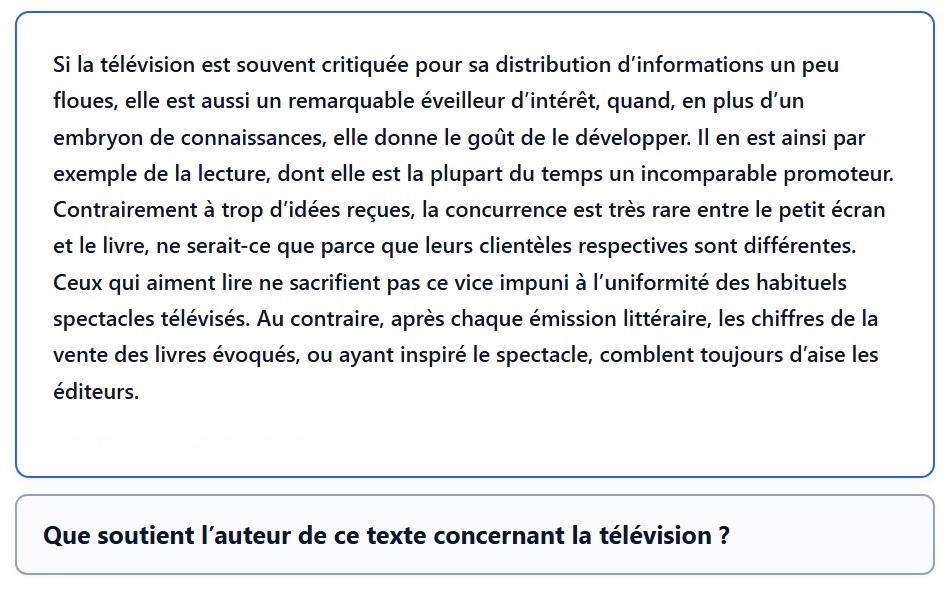 Si la télévision est souvent critiquée pour sa distribution d’informations un peu
floues, elle est aussi un remarquable éveilleur d’intérêt, quand, en plus d’un
embryon de connaissances, elle donne le goût de le développer. Il en est ainsi par
exemple de la lecture, dont elle est la plupart du temps un incomparable promoteur.
Contrairement à trop d’idées reçues, la concurrence est très rare entre le petit écran
et le livre, ne serait-ce que parce que leurs clientèles respectives sont différentes.
Ceux qui aiment lire ne sacrifient pas ce vice impuni à l’uniformité des habituels
spectacles télévisés. Au contraire, après chaque émission littéraire, les chiffres de la
vente des livres évoqués, ou ayant inspiré le spectacle, comblent toujours d’aise les
éditeurs.
Que soutient l’auteur de ce texte concernant la télévision ?